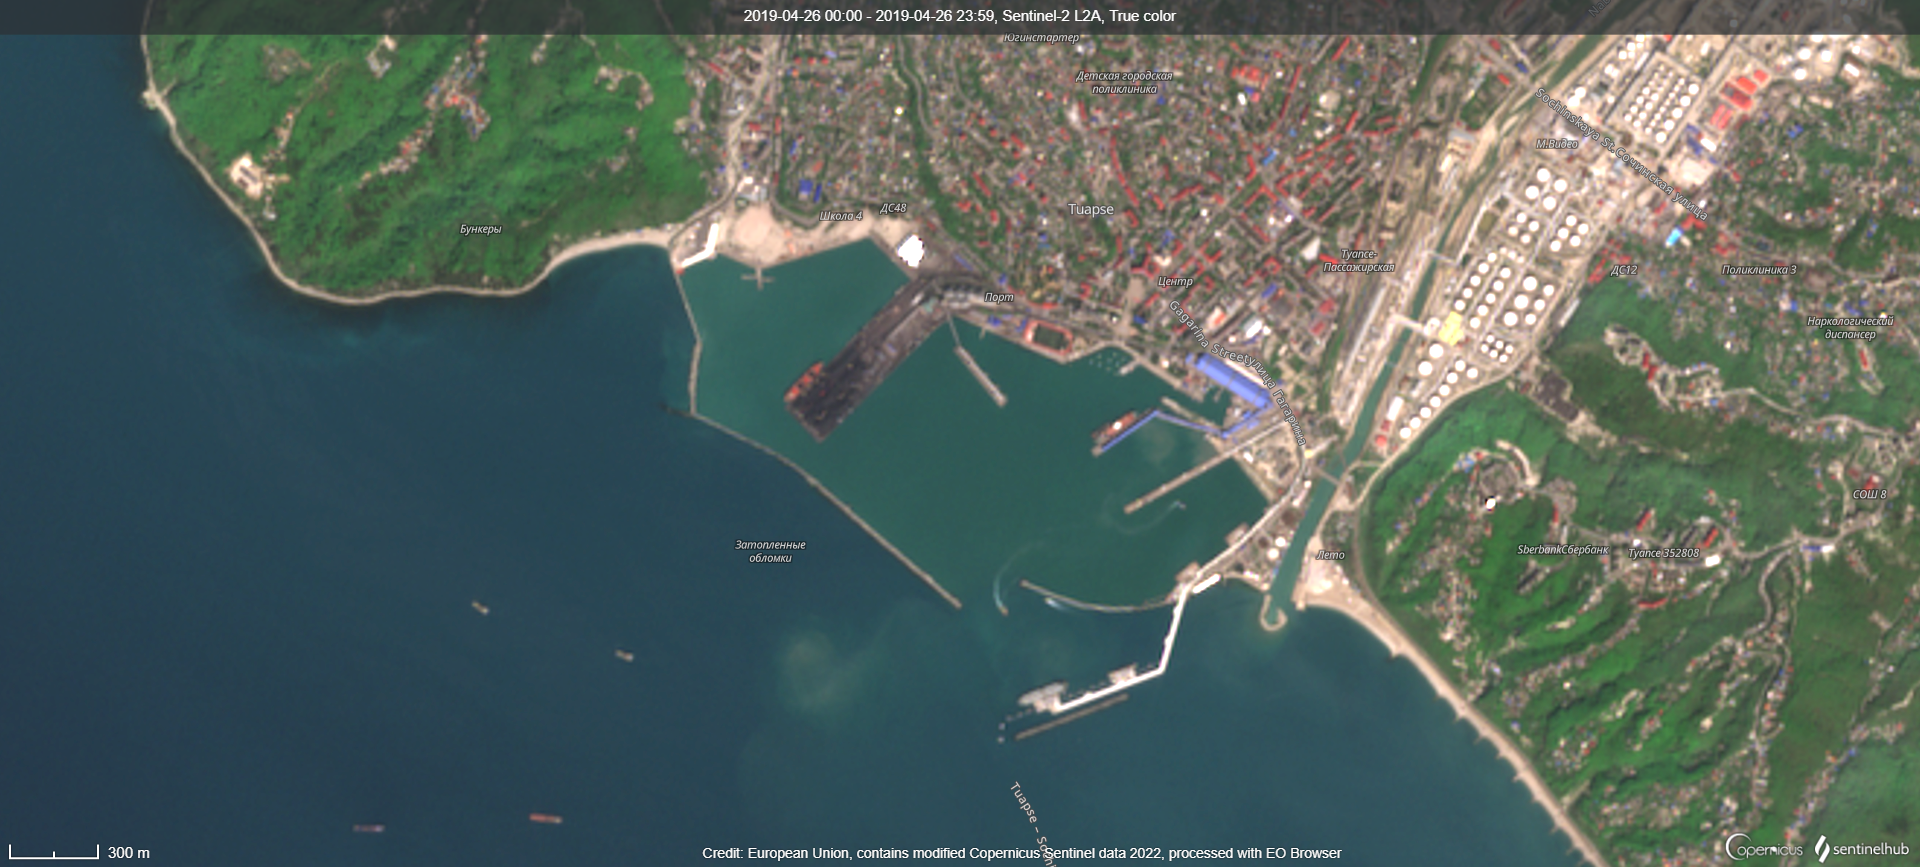 2019-04-26 00:00 - 2019-04-26 23:59, Sentinel-2 L2A, True color
Югинстартер
Детская городская
поликлиника
Sochinskaya St.Сочинская улица
М.Видео
Бункеры
Школа 4
ДС48
Tuapse
Туапсе-
Пассажирская
ДС12
Поликлиника 3
Порт
Центр
Gagarina Streetулица Гагарина
Наркологический
диспансер
СОШ 8
Затопленные
обломки
Лето
SberbankСбербанк
Туапсе 352808
Tuapse – Sochi
300 m
Credit: European Union, contains modified Copernicus Sentinel data 2022, processed with EO Browser
opernicus
sentinelhub